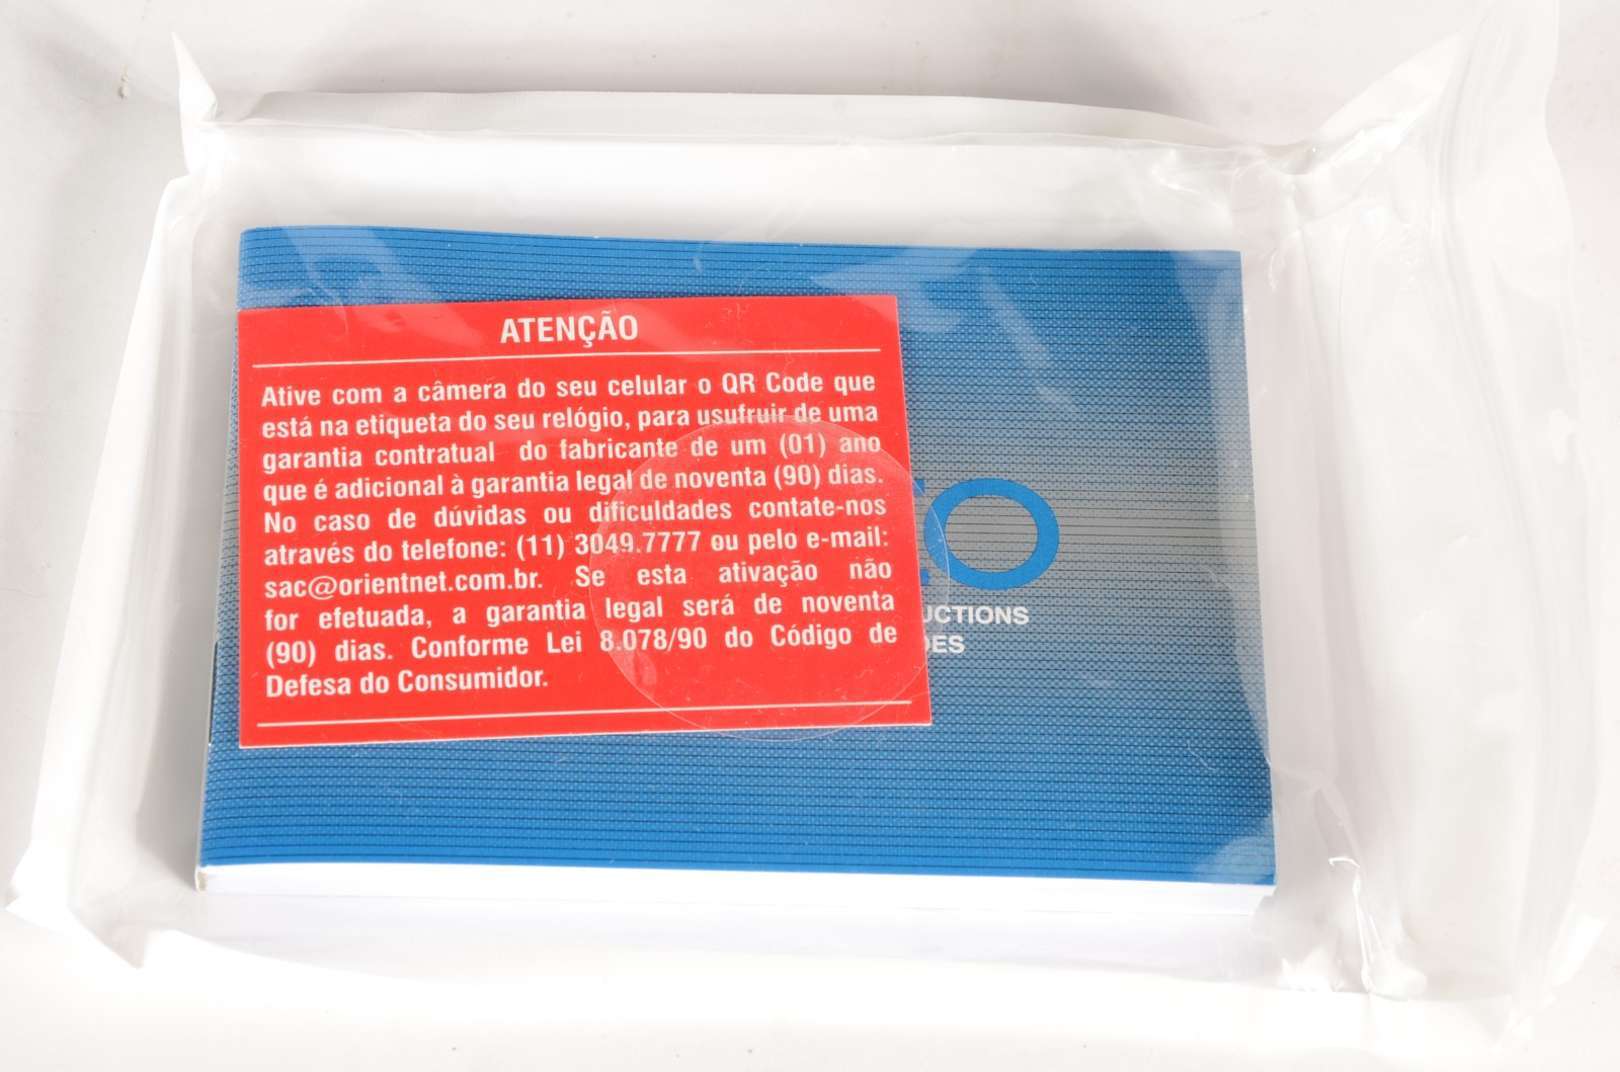 ATENÇÃO
Ative com a câmera do seu celular o QR Code que
está na etiqueta do seu relógio, para usufruir de uma
garantia contratual do fabricante de um (01) ano
que é adicional à garantia legal de noventa (90) dias.
No caso de dúvidas ou dificuldades contate-nos
através do telefone: (11) 3049.7777 ou pelo e-mail:
sac@orientnet.com.br. Se esta ativação não
for efetuada, a garantia legal será de noventa
(90) dias. Conforme Lei 8.078/90 do Código de
Defesa do Consumidor.